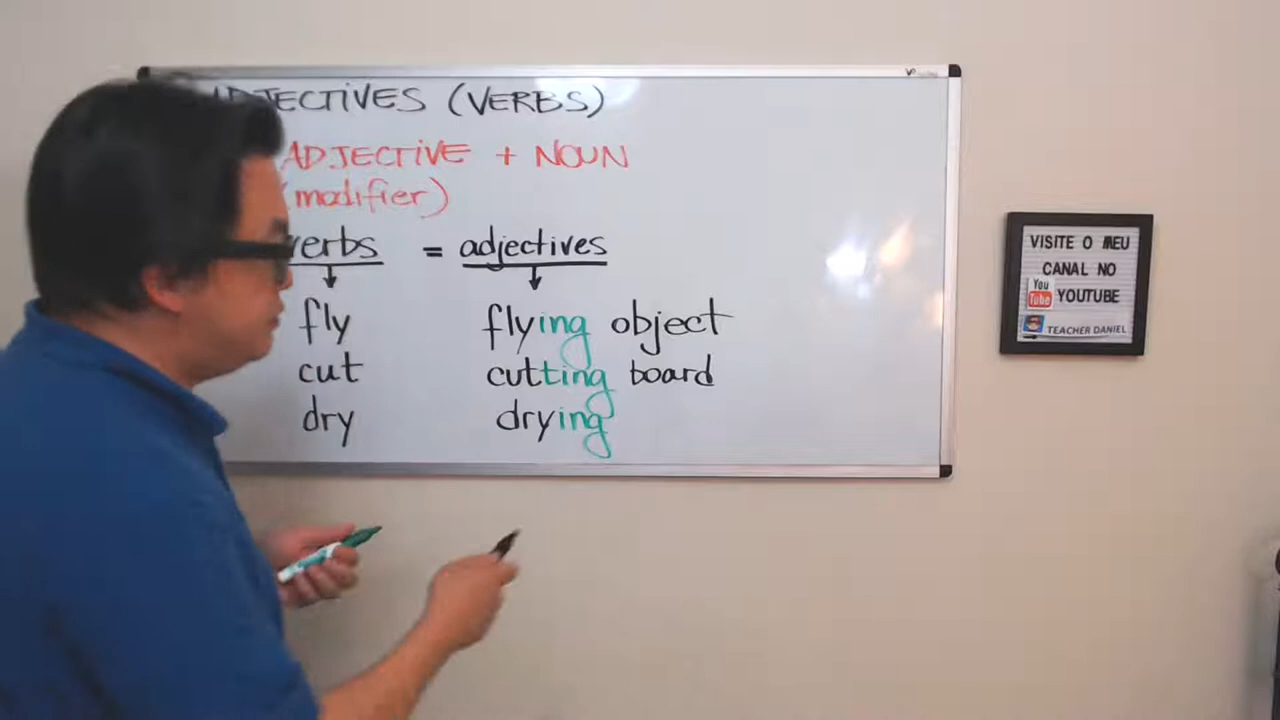 ADJECTIVES (VERBS)
ADJECTIVE + NOUN
(modifier)
verbs = adjectives
fly flying object
cut cutting board
dry drying
VISITE O MEU
CANAL NO
You Tube YOUTUBE
TEACHER DANIEL